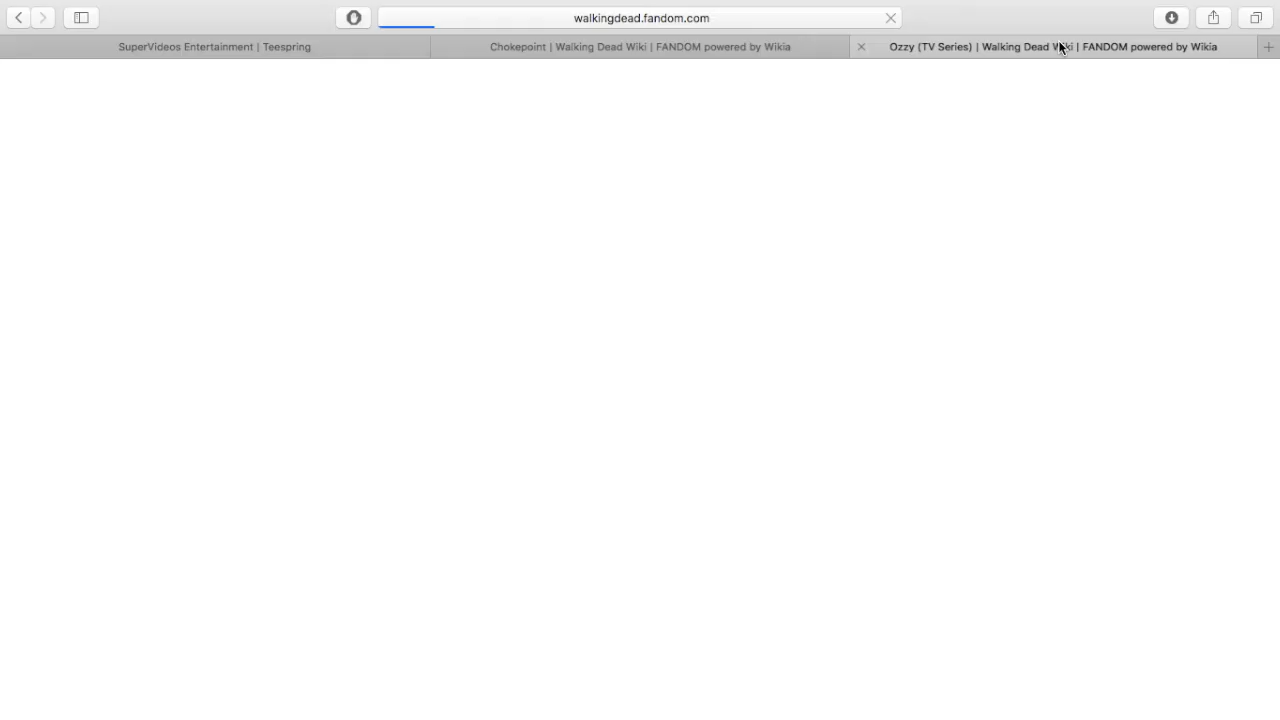 walkingdead.fandom.com
SuperVideos Entertainment | Teespring
Chokepoint | Walking Dead Wiki | FANDOM powered by Wikia
Ozzy (TV Series) | Walking Dead Wiki | FANDOM powered by Wikia